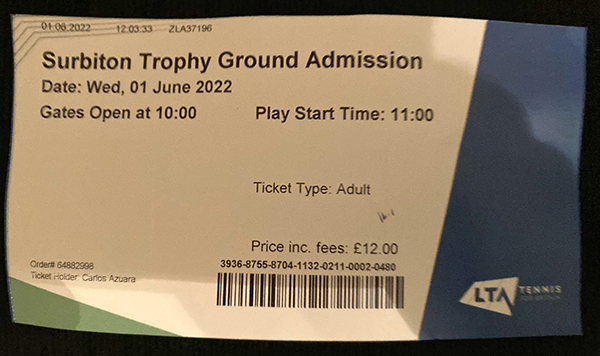 01.06.2022 12:03:33 ZLA37196
Surbiton Trophy Ground Admission
Date: Wed, 01 June 2022
Gates Open at 10:00 Play Start Time: 11:00
Ticket Type: Adult
Price inc. fees: £12.00
Order# 64882998
3936-8755-8704-1132-0211-0002-0480
Ticket Holder: Carlos Azuara
LTA TENNIS
FOR BRITAIN